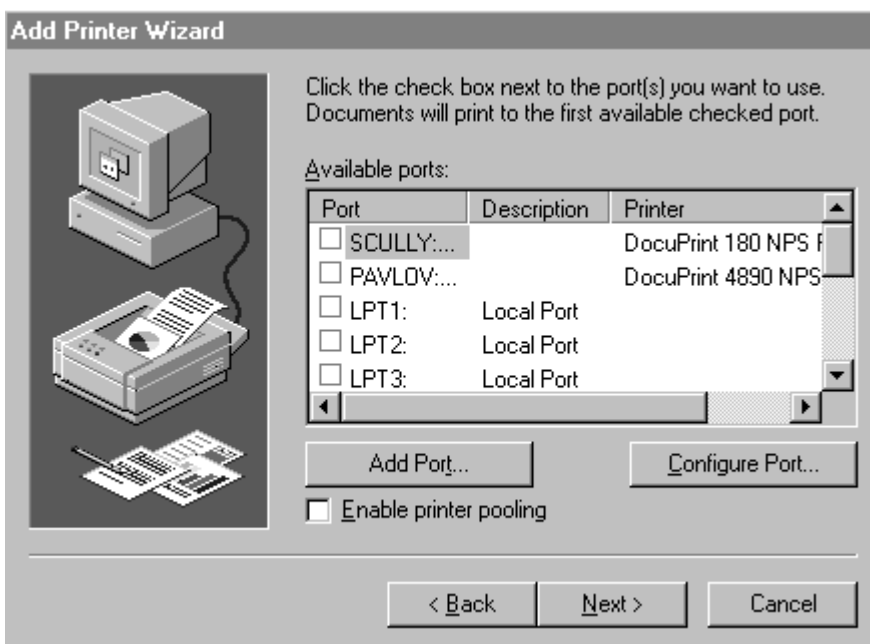 Add Printer Wizard
Click the check box next to the port(s) you want to use.
Documents will print to the first available checked port.
Available ports:
Port Description Printer
SCULLY:... DocuPrint 180 NPS
PAVLOV:... DocuPrint 4890 NPS
LPT1: Local Port
LPT2: Local Port
LPT3: Local Port
Add Port... Configure Port...
Enable printer pooling
< Back Next > Cancel